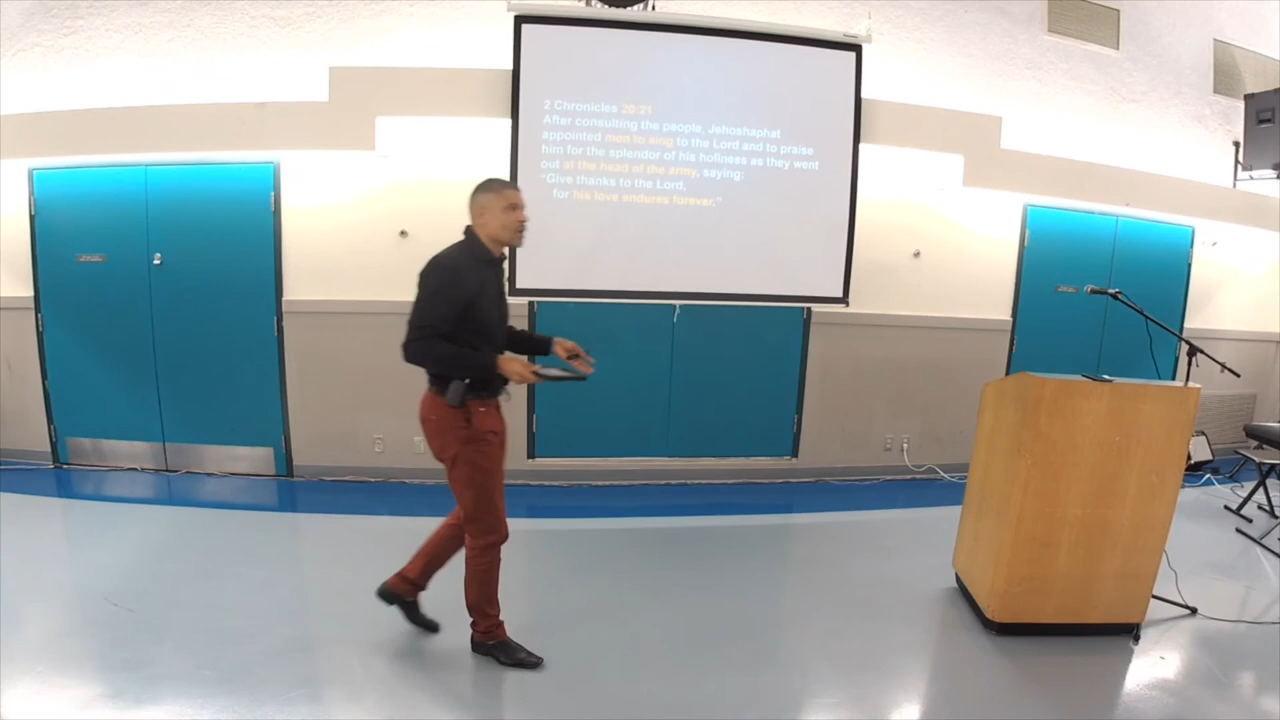 2 Chronicles 20:21
After consulting the people, Jehoshaphat
appointed men to sing to the Lord and to praise
him for the splendor of his holiness as they went
out at the head of the army, saying:
“Give thanks to the Lord,
for his love endures forever.”